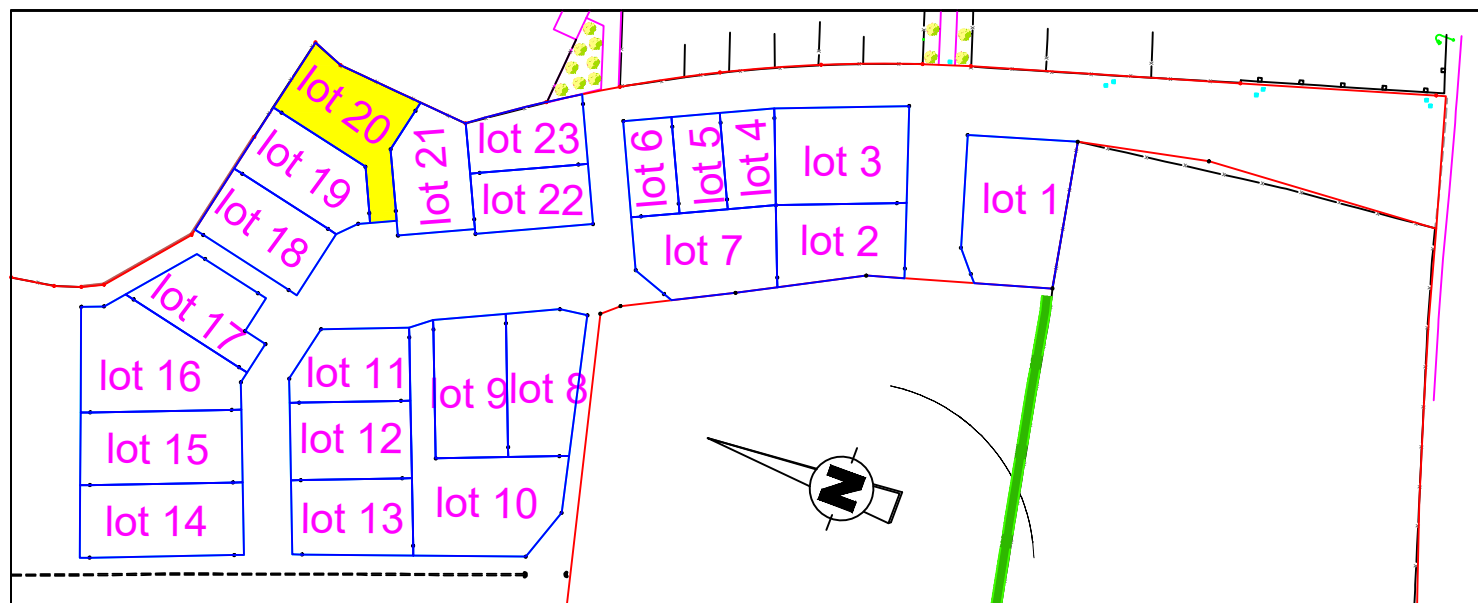 lot 20
lot 19
lot 18
lot 17
lot 21
lot 23
lot 22
lot 6
lot 5
lot 4
lot 3
lot 7
lot 2
lot 1
lot 16
lot 15
lot 14
lot 11
lot 12
lot 13
lot 9
lot 8
lot 10
N